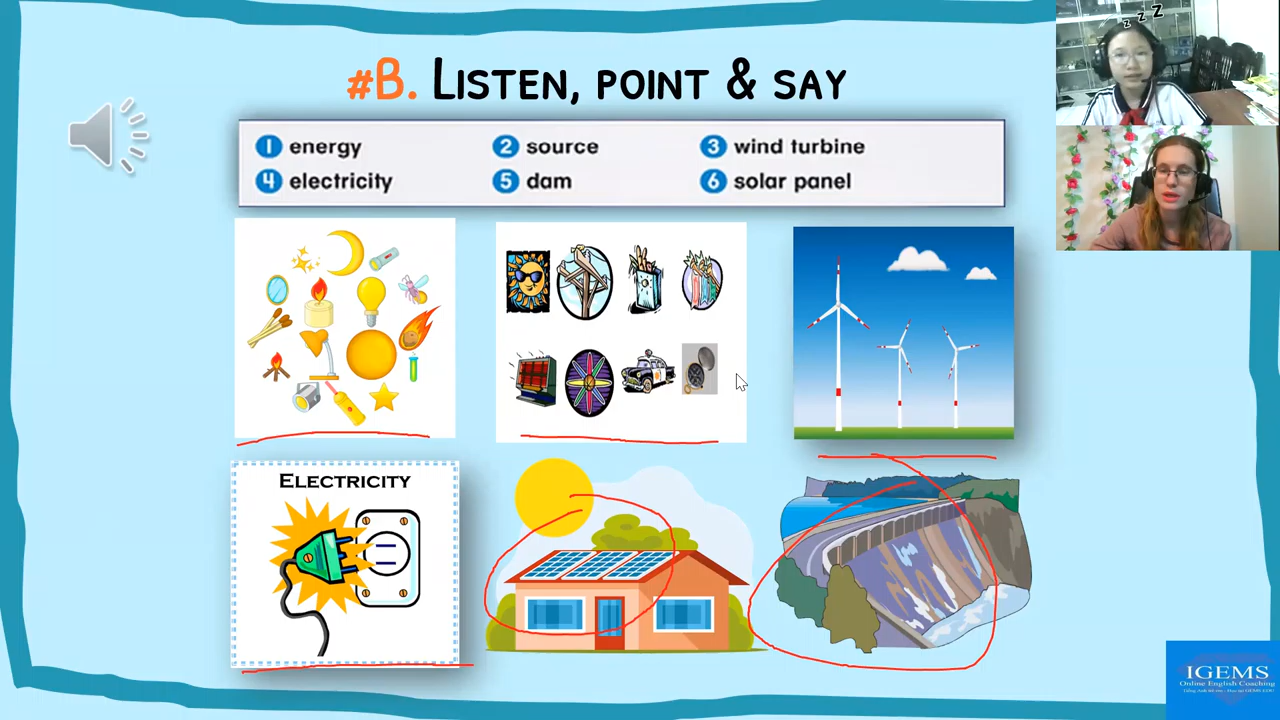 #B. LISTEN, POINT & SAY
1 energy 2 source 3 wind turbine
4 electricity 5 dam 6 solar panel
ELECTRICITY
z z Z
IGEMS
Online English Coaching